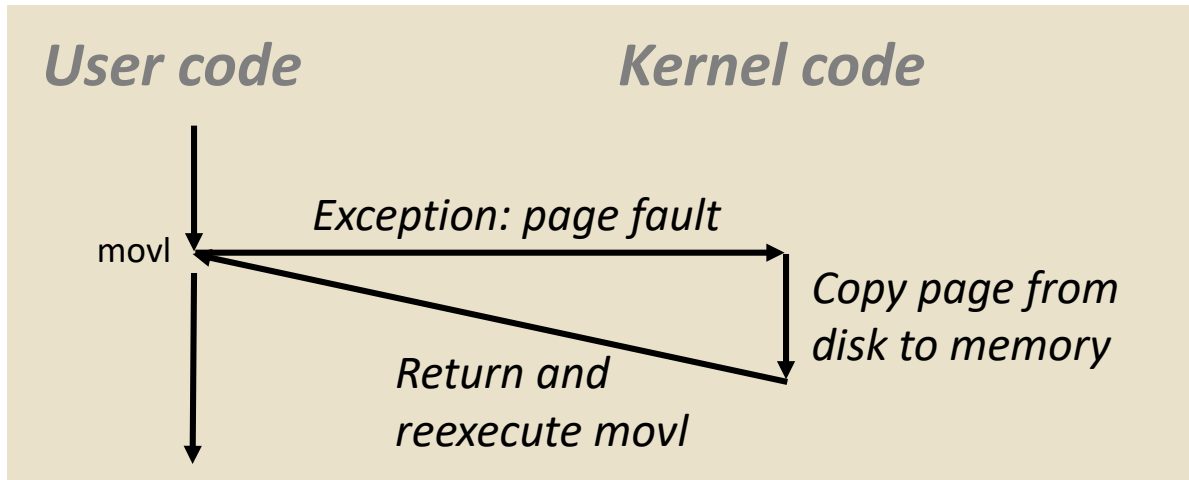 User code
Kernel code
Exception: page fault
movl
Copy page from
disk to memory
Return and
reexecute movl